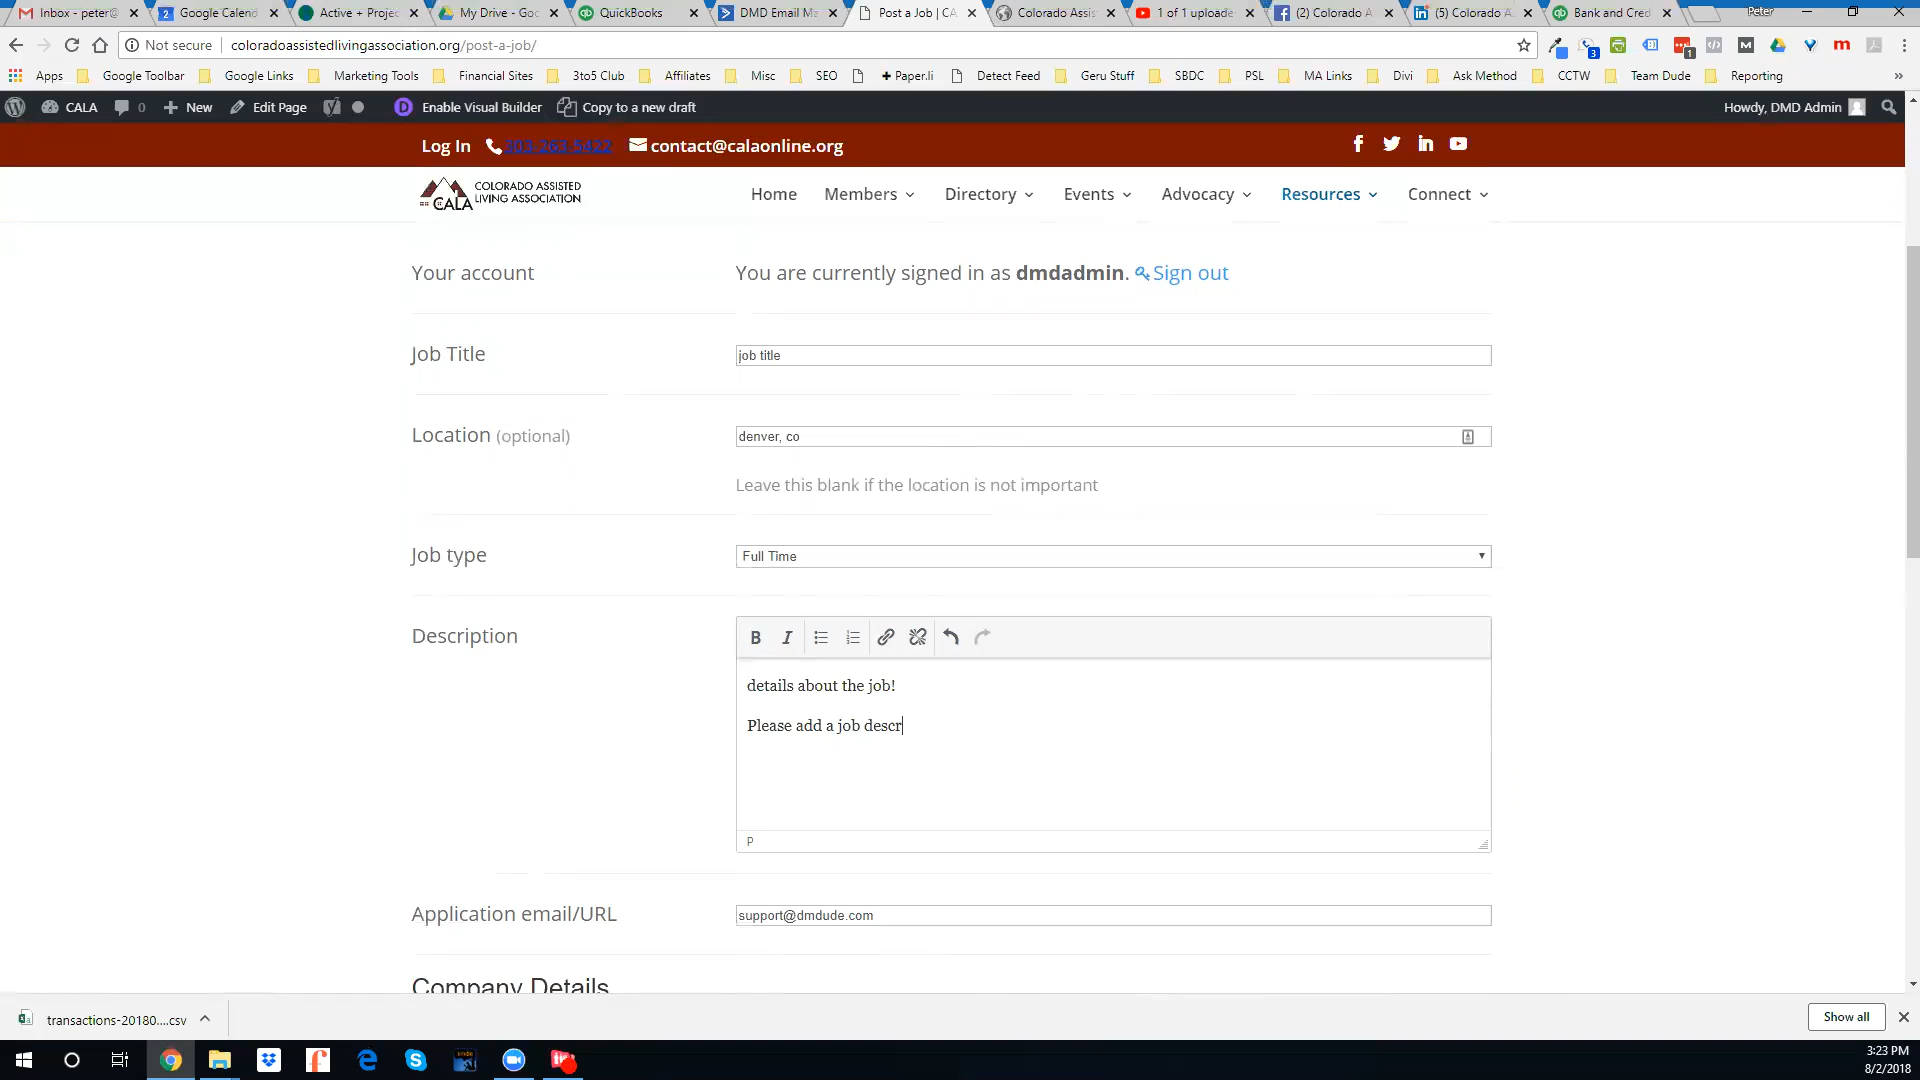 Inbox - peter@
Google Calend
Active + Projec
My Drive - Goo
QuickBooks
DMD Email Ma
Post a Job | CA
Colorado Assis
1 of 1 uploade
(2) Colorado A
(5) Colorado A
Bank and Cred
Peter
Not secure
coloradoassistedlivingassociation.org/post-a-job/
3
1
Apps
Google Toolbar
Google Links
Marketing Tools
Financial Sites
3to5 Club
Affiliates
Misc
SEO
Paper.li
Detect Feed
Geru Stuff
SBDC
PSL
MA Links
Divi
Ask Method
CCTW
Team Dude
Reporting
CALA
0
New
Edit Page
Enable Visual Builder
Copy to a new draft
Howdy, DMD Admin
Log In
303-263-5422
contact@calaonline.org
CALA
COLORADO ASSISTED
LIVING ASSOCIATION
Home
Members
Directory
Events
Advocacy
Resources
Connect
Your account
You are currently signed in as dmdadmin. Sign out
Job Title
job title
Location (optional)
denver, co
Leave this blank if the location is not important
Job type
Full Time
Description
B
I
details about the job!
Please add a job descr
P
Application email/URL
support@dmdude.com
Company Details
transactions-20180....csv
Show all
3:23 PM
8/2/2018